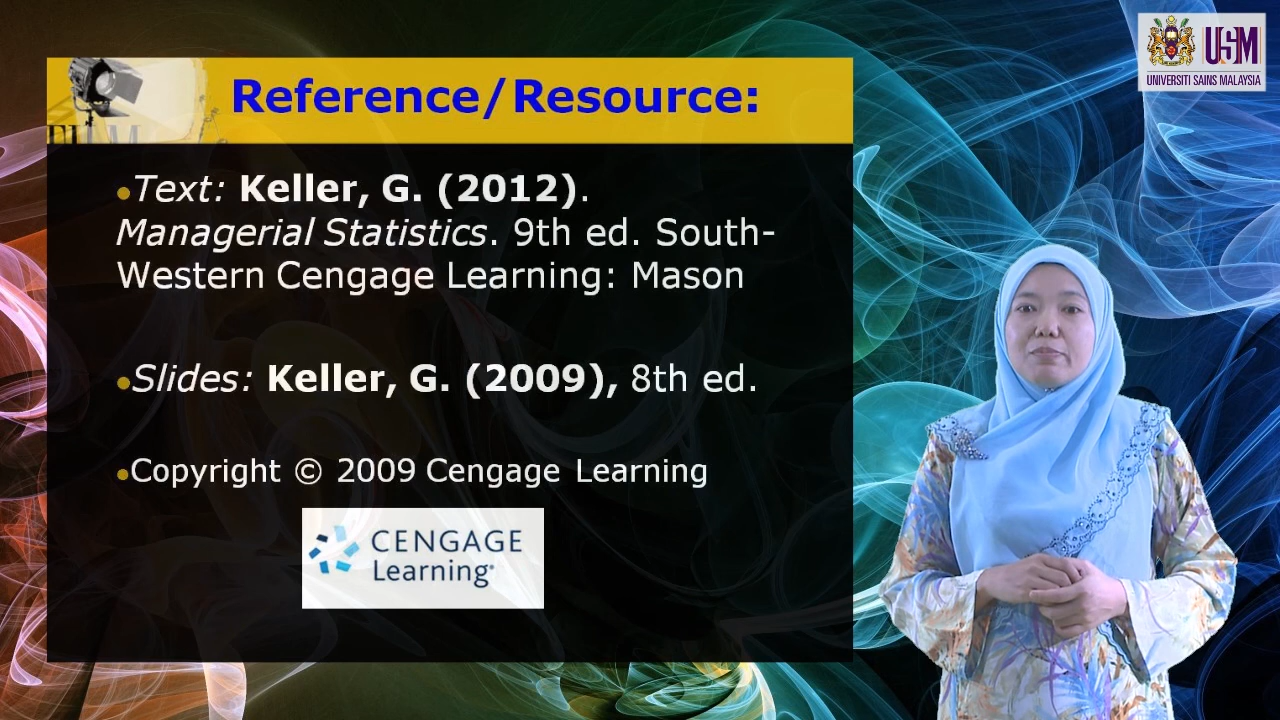 USM
UNIVERSITI SAINS MALAYSIA
FILM
Reference/Resource:
•Text: Keller, G. (2012).
Managerial Statistics. 9th ed. South-
Western Cengage Learning: Mason
•Slides: Keller, G. (2009), 8th ed.
•Copyright © 2009 Cengage Learning
CENGAGE
Learning®